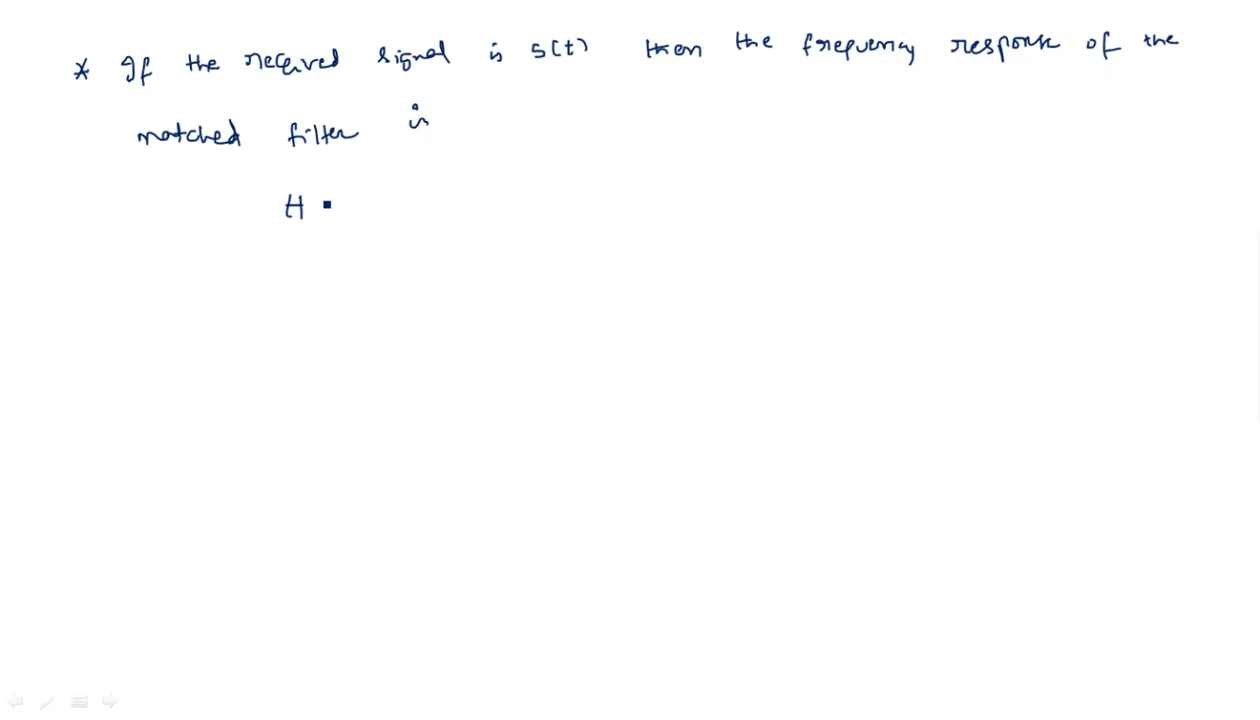 * If the received signal is s(t) then the frequency response of the
matched filter is
H